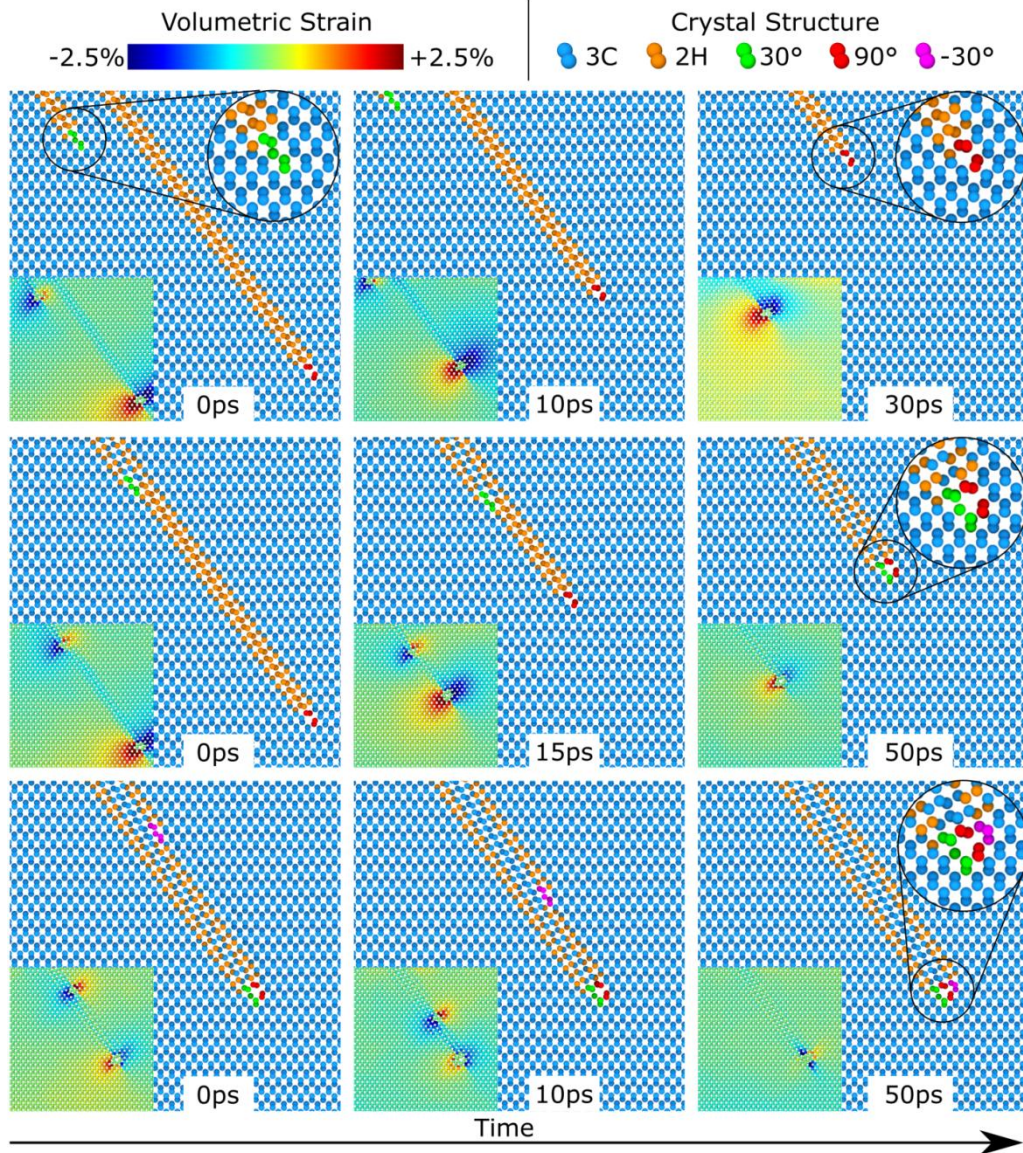 Volumetric Strain
Crystal Structure
-2.5%
+2.5%
3C
2H
30°
90°
-30°
0ps
10ps
30ps
0ps
15ps
50ps
0ps
10ps
50ps
Time